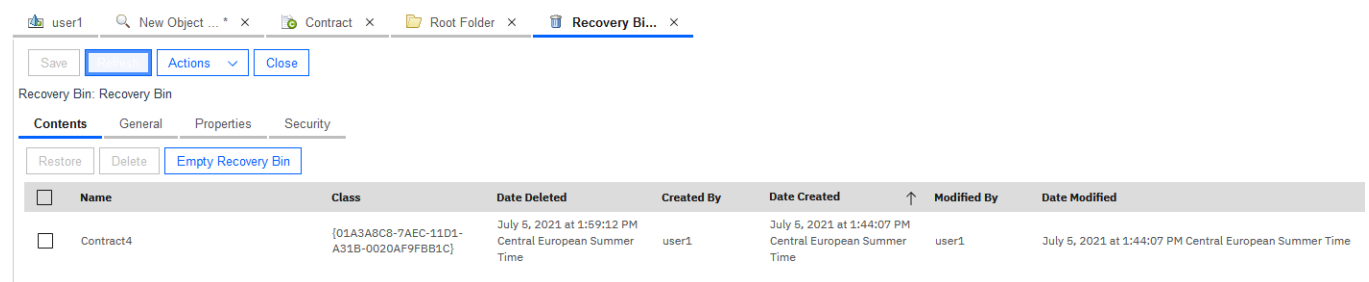 user1 New Object ... * × Contract × Root Folder × Recovery Bi... ×
Save Refresh Actions Close
Recovery Bin: Recovery Bin
Contents General Properties Security
Restore Delete Empty Recovery Bin
Name Class Date Deleted Created By Date Created ↑ Modified By Date Modified
Contract4
{01A3A8C8-7AEC-11D1-
A31B-0020AF9FBB1C}
July 5, 2021 at 1:59:12 PM
Central European Summer
Time
user1
July 5, 2021 at 1:44:07 PM
Central European Summer
Time
user1
July 5, 2021 at 1:44:07 PM Central European Summer Time